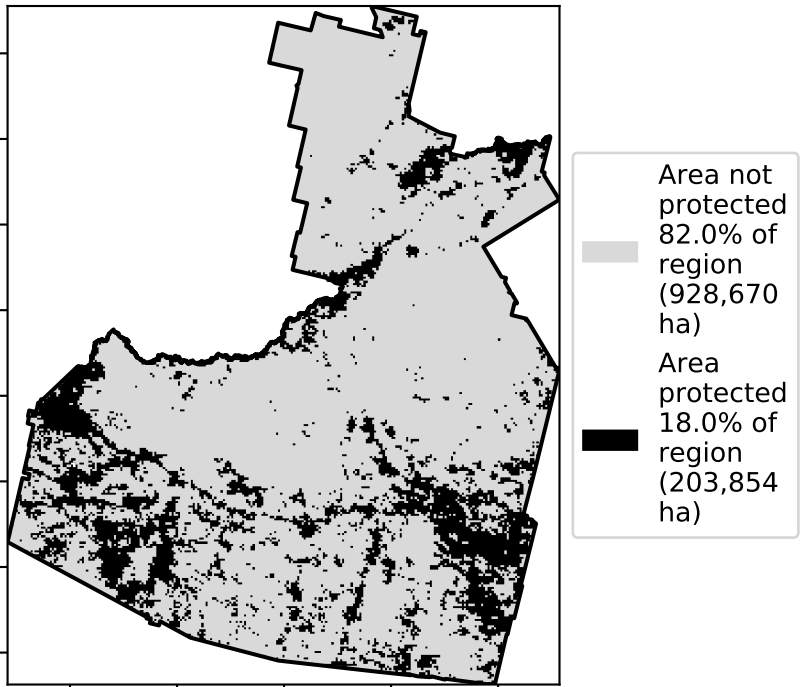 Area not
protected
82.0% of
region
(928,670
ha)
Area
protected
18.0% of
region
(203,854
ha)